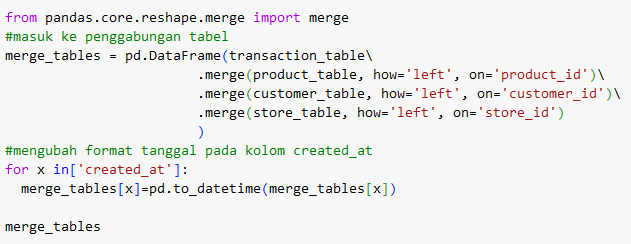 from pandas.core.reshape.merge import merge
#masuk ke penggabungan tabel
merge_tables = pd.DataFrame(transaction_table\
                        .merge(product_table, how='left', on='product_id')\
                        .merge(customer_table, how='left', on='customer_id')\
                        .merge(store_table, how='left', on='store_id')
                        )
#mengubah format tanggal pada kolom created_at
for x in['created_at']:
  merge_tables[x]=pd.to_datetime(merge_tables[x])

merge_tables